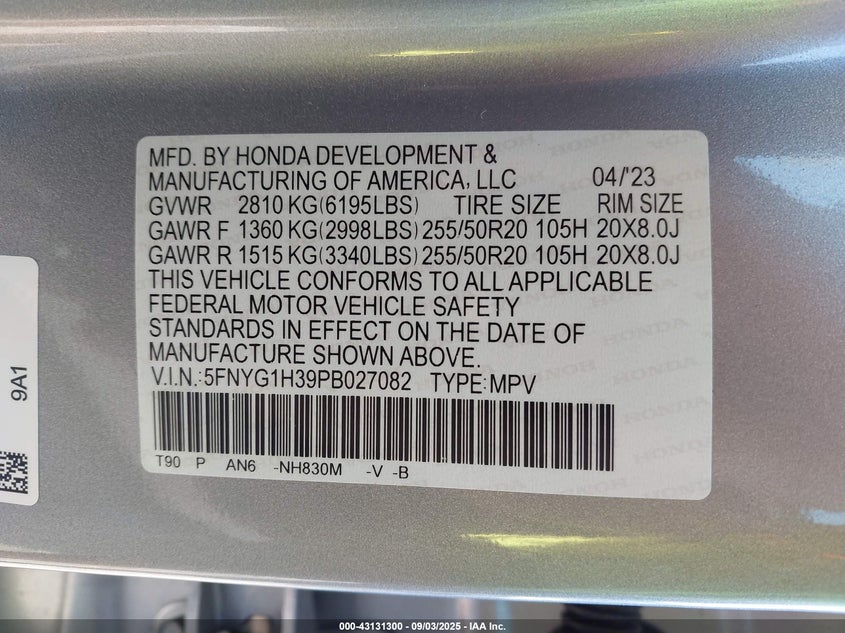 MFD. BY HONDA DEVELOPMENT &
MANUFACTURING OF AMERICA, LLC 04/'23
GVWR 2810 KG(6195LBS) TIRE SIZE RIM SIZE
GAWR F 1360 KG(2998LBS) 255/50R20 105H 20X8.0J
GAWR R 1515 KG(3340LBS) 255/50R20 105H 20X8.0J
THIS VEHICLE CONFORMS TO ALL APPLICABLE
FEDERAL MOTOR VEHICLE SAFETY
STANDARDS IN EFFECT ON THE DATE OF
MANUFACTURE SHOWN ABOVE.
V.I.N.:5FNYG1H39PB027082 TYPE:MPV
T90 P AN6 -NH830M -V -B
9A1
000-43131300 - 09/03/2025 - IAA Inc.